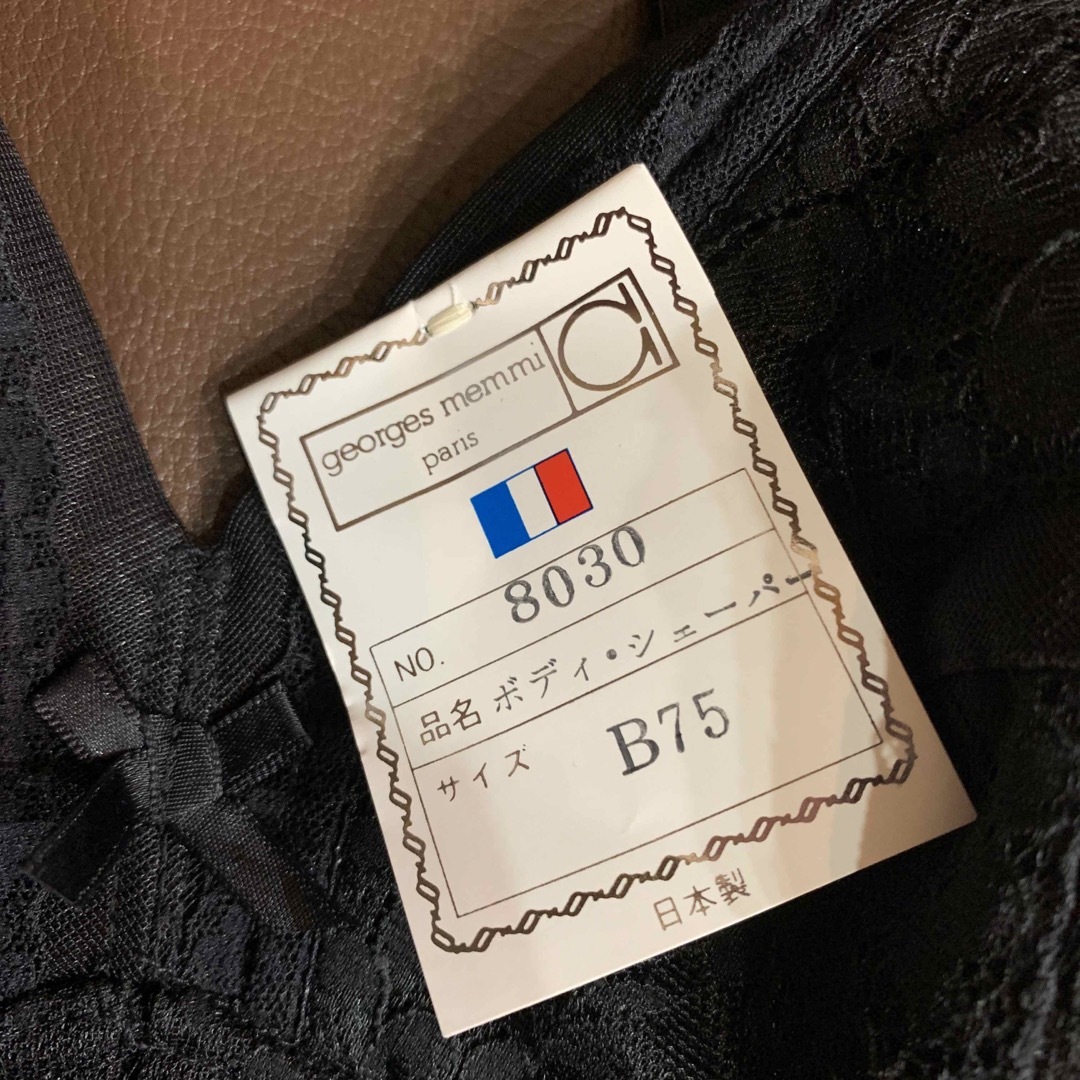 georges memmi
paris
G
NO. 8030
品名 ボディ・シェーパー
サイズ B75
日本製